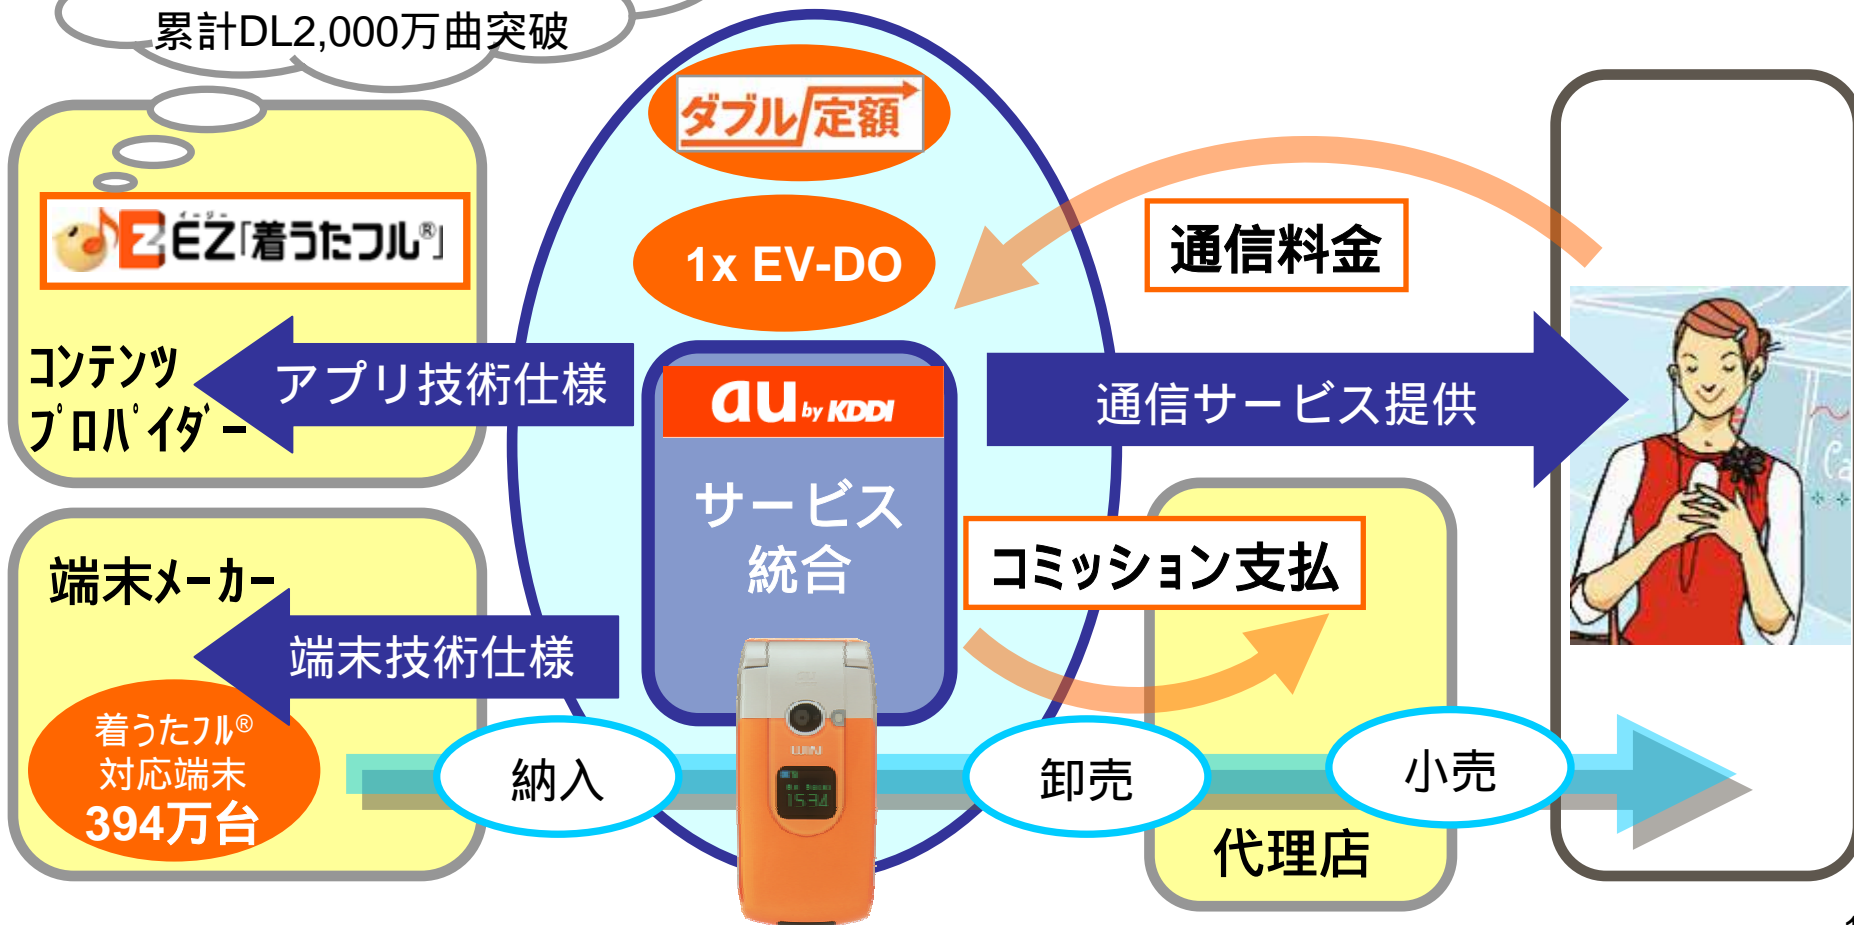 累計DL2,000万曲突破
ダブル定額
イージー
EZ「着うたフル®」
1x EV-DO
通信料金
コンテンツ
プロバイダー
アプリ技術仕様
au by KDDI
通信サービス提供
サービス
統合
コミッション支払
端末メーカー
端末技術仕様
着うたフル®
対応端末
394万台
納入
卸売
小売
代理店
1534